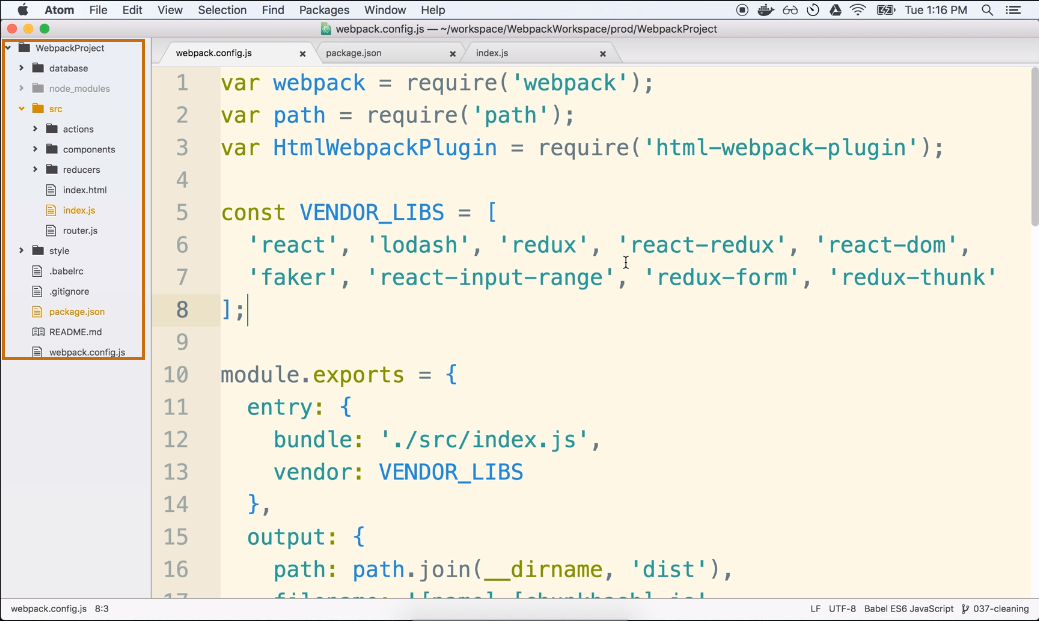 Atom File Edit View Selection Find Packages Window Help Tue 1:16 PM
webpack.config.js — ~/workspace/WebpackWorkspace/prod/WebpackProject
WebpackProject
database
node_modules
src
actions
components
reducers
index.html
index.js
router.js
style
.babelrc
.gitignore
package.json
README.md
webpack.config.js
webpack.config.js package.json index.js
1 var webpack = require('webpack');
2 var path = require('path');
3 var HtmlWebpackPlugin = require('html-webpack-plugin');
4
5 const VENDOR_LIBS = [
6 'react', 'lodash', 'redux', 'react-redux', 'react-dom',
7 'faker', 'react-input-range', 'redux-form', 'redux-thunk'
8 ];
9
10 module.exports = {
11 entry: {
12 bundle: './src/index.js',
13 vendor: VENDOR_LIBS
14 },
15 output: {
16 path: path.join(__dirname, 'dist'),
17 filename: '[name].[chunkhash].js'
webpack.config.js 8:3 LF UTF-8 Babel ES6 JavaScript 037-cleaning